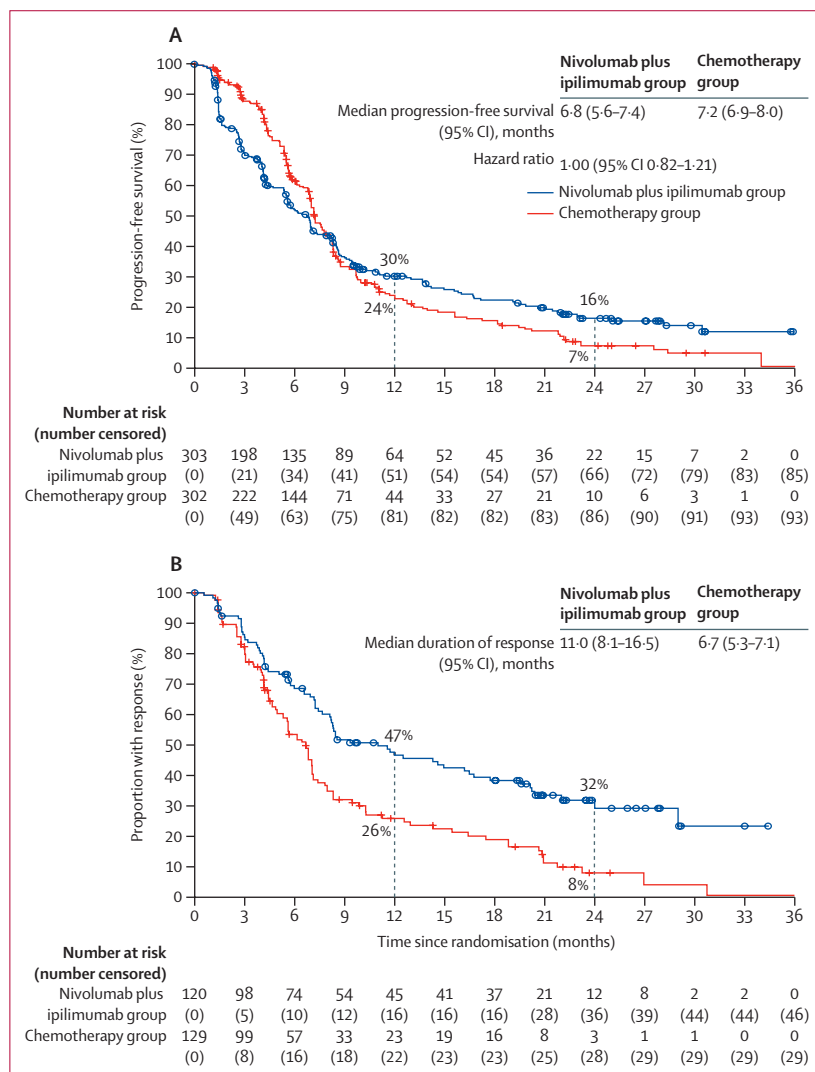 A
Nivolumab plus ipilimumab group
Chemotherapy group
Median progression-free survival (95% CI), months
6·8 (5·6–7·4)
7·2 (6·9–8·0)
Hazard ratio
1·00 (95% CI 0·82–1·21)
Nivolumab plus ipilimumab group
Chemotherapy group
Progression-free survival (%)
100
90
80
70
60
50
40
30
20
10
0
30%
24%
16%
7%
0 3 6 9 12 15 18 21 24 27 30 33 36
Number at risk
(number censored)
Nivolumab plus 303 198 135 89 64 52 45 36 22 15 7 2 0
ipilimumab group (0) (21) (34) (41) (51) (54) (54) (57) (66) (72) (79) (83) (85)
Chemotherapy group 302 222 144 71 44 33 27 21 10 6 3 1 0
(0) (49) (63) (75) (81) (82) (82) (83) (86) (90) (91) (93) (93)
B
Nivolumab plus ipilimumab group
Chemotherapy group
Median duration of response (95% CI), months
11·0 (8·1–16·5)
6·7 (5·3–7·1)
Proportion with response (%)
100
90
80
70
60
50
40
30
20
10
0
47%
26%
32%
8%
0 3 6 9 12 15 18 21 24 27 30 33 36
Time since randomisation (months)
Number at risk
(number censored)
Nivolumab plus 120 98 74 54 45 41 37 21 12 8 2 2 0
ipilimumab group (0) (5) (10) (12) (16) (16) (16) (28) (36) (39) (44) (44) (46)
Chemotherapy group 129 99 57 33 23 19 16 8 3 1 1 0 0
(0) (8) (16) (18) (22) (23) (23) (25) (28) (29) (29) (29) (29)